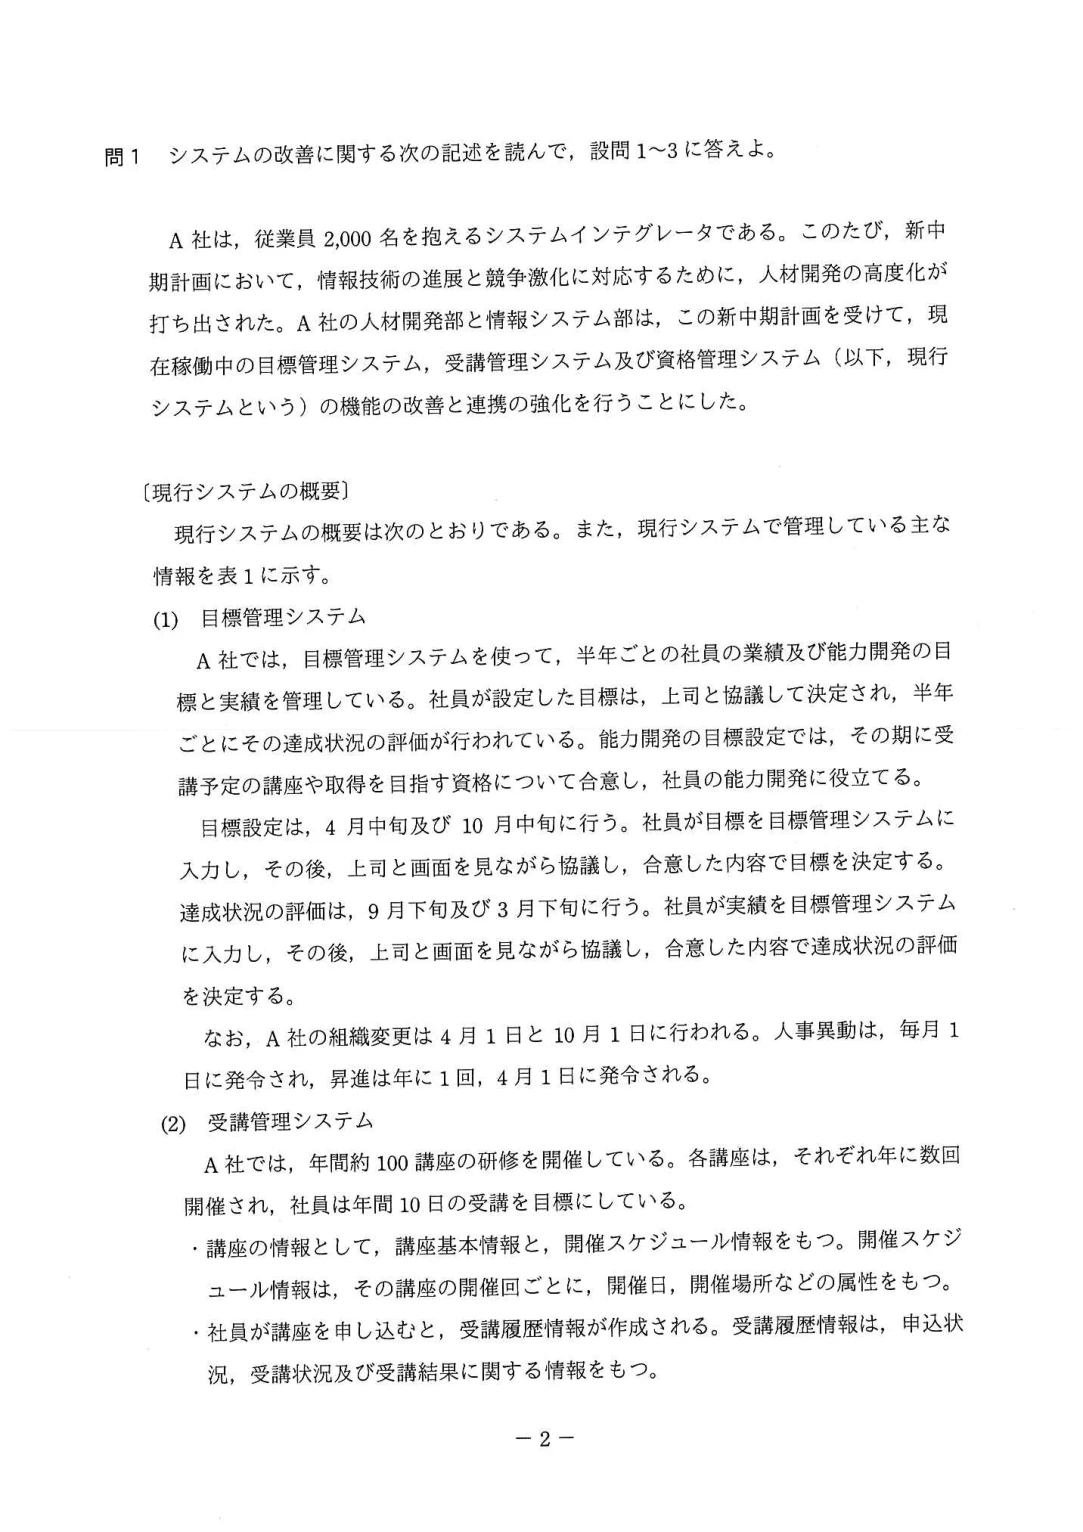 問1 システムの改善に関する次の記述を読んで，設問1～3に答えよ。
A 社は，従業員 2,000 名を抱えるシステムインテグレータである。このたび，新中
期計画において，情報技術の進展と競争激化に対応するために，人材開発の高度化が
打ち出された。A 社の人材開発部と情報システム部は，この新中期計画を受けて，現
在稼働中の目標管理システム，受講管理システム及び資格管理システム（以下，現行
システムという）の機能の改善と連携の強化を行うことにした。
〔現行システムの概要〕
現行システムの概要は次のとおりである。また，現行システムで管理している主な
情報を表1に示す。
(1) 目標管理システム
A 社では，目標管理システムを使って，半年ごとの社員の業績及び能力開発の目
標と実績を管理している。社員が設定した目標は，上司と協議して決定され，半年
ごとにその達成状況の評価が行われている。能力開発の目標設定では，その期に受
講予定の講座や取得を目指す資格について合意し，社員の能力開発に役立てる。
目標設定は，4 月中旬及び 10 月中旬に行う。社員が目標を目標管理システムに
入力し，その後，上司と画面を見ながら協議し，合意した内容で目標を決定する。
達成状況の評価は，9 月下旬及び 3 月下旬に行う。社員が実績を目標管理システム
に入力し，その後，上司と画面を見ながら協議し，合意した内容で達成状況の評価
を決定する。
なお，A 社の組織変更は 4 月 1 日と 10 月 1 日に行われる。人事異動は，毎月 1
日に発令され，昇進は年に 1 回，4 月 1 日に発令される。
(2) 受講管理システム
A 社では，年間約 100 講座の研修を開催している。各講座は，それぞれ年に数回
開催され，社員は年間 10 日の受講を目標にしている。
・講座の情報として，講座基本情報と，開催スケジュール情報をもつ。開催スケジ
ュール情報は，その講座の開催回ごとに，開催日，開催場所などの属性をもつ。
・社員が講座を申し込むと，受講履歴情報が作成される。受講履歴情報は，申込状
況，受講状況及び受講結果に関する情報をもつ。
－ 2 －